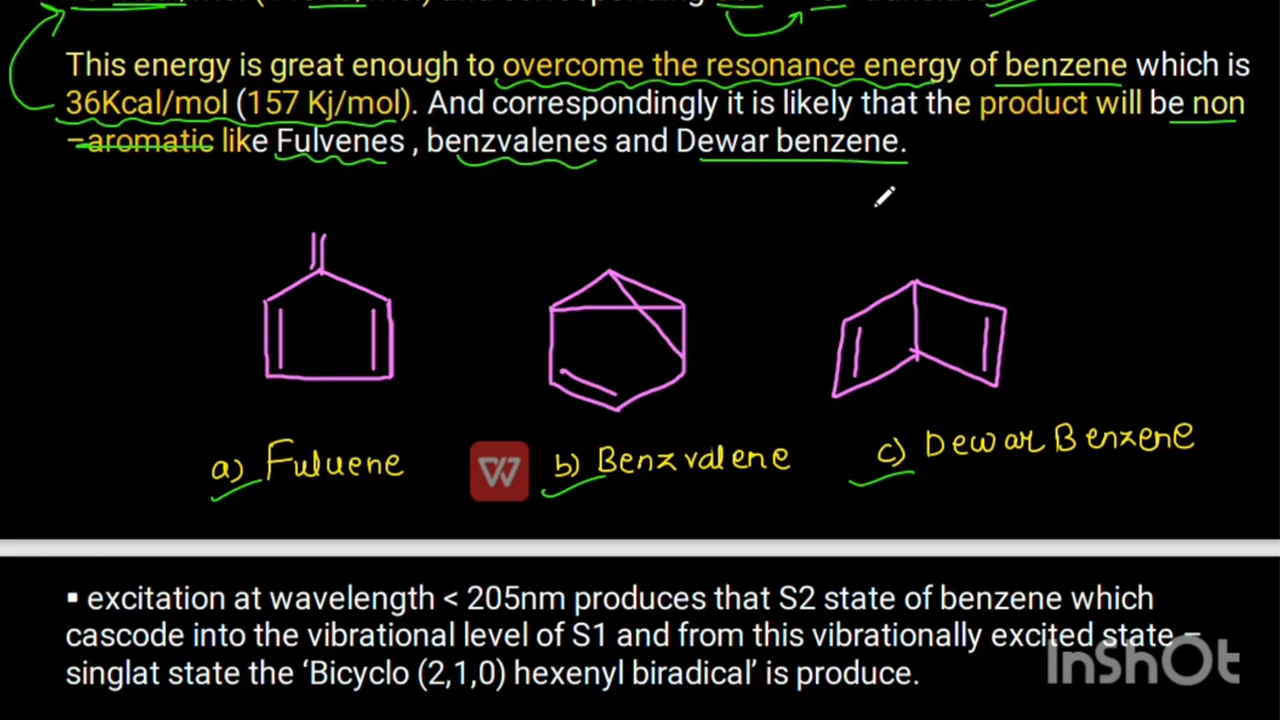 This energy is great enough to overcome the resonance energy of benzene which is
36Kcal/mol (157 Kj/mol). And correspondingly it is likely that the product will be non
–aromatic like Fulvenes , benzvalenes and Dewar benzene.
a) Fuluene
b) Benzvalene
c) Dewar Benzene
▪ excitation at wavelength < 205nm produces that S2 state of benzene which
cascode into the vibrational level of S1 and from this vibrationally excited state –
singlat state the ‘Bicyclo (2,1,0) hexenyl biradical’ is produce.
InShOt